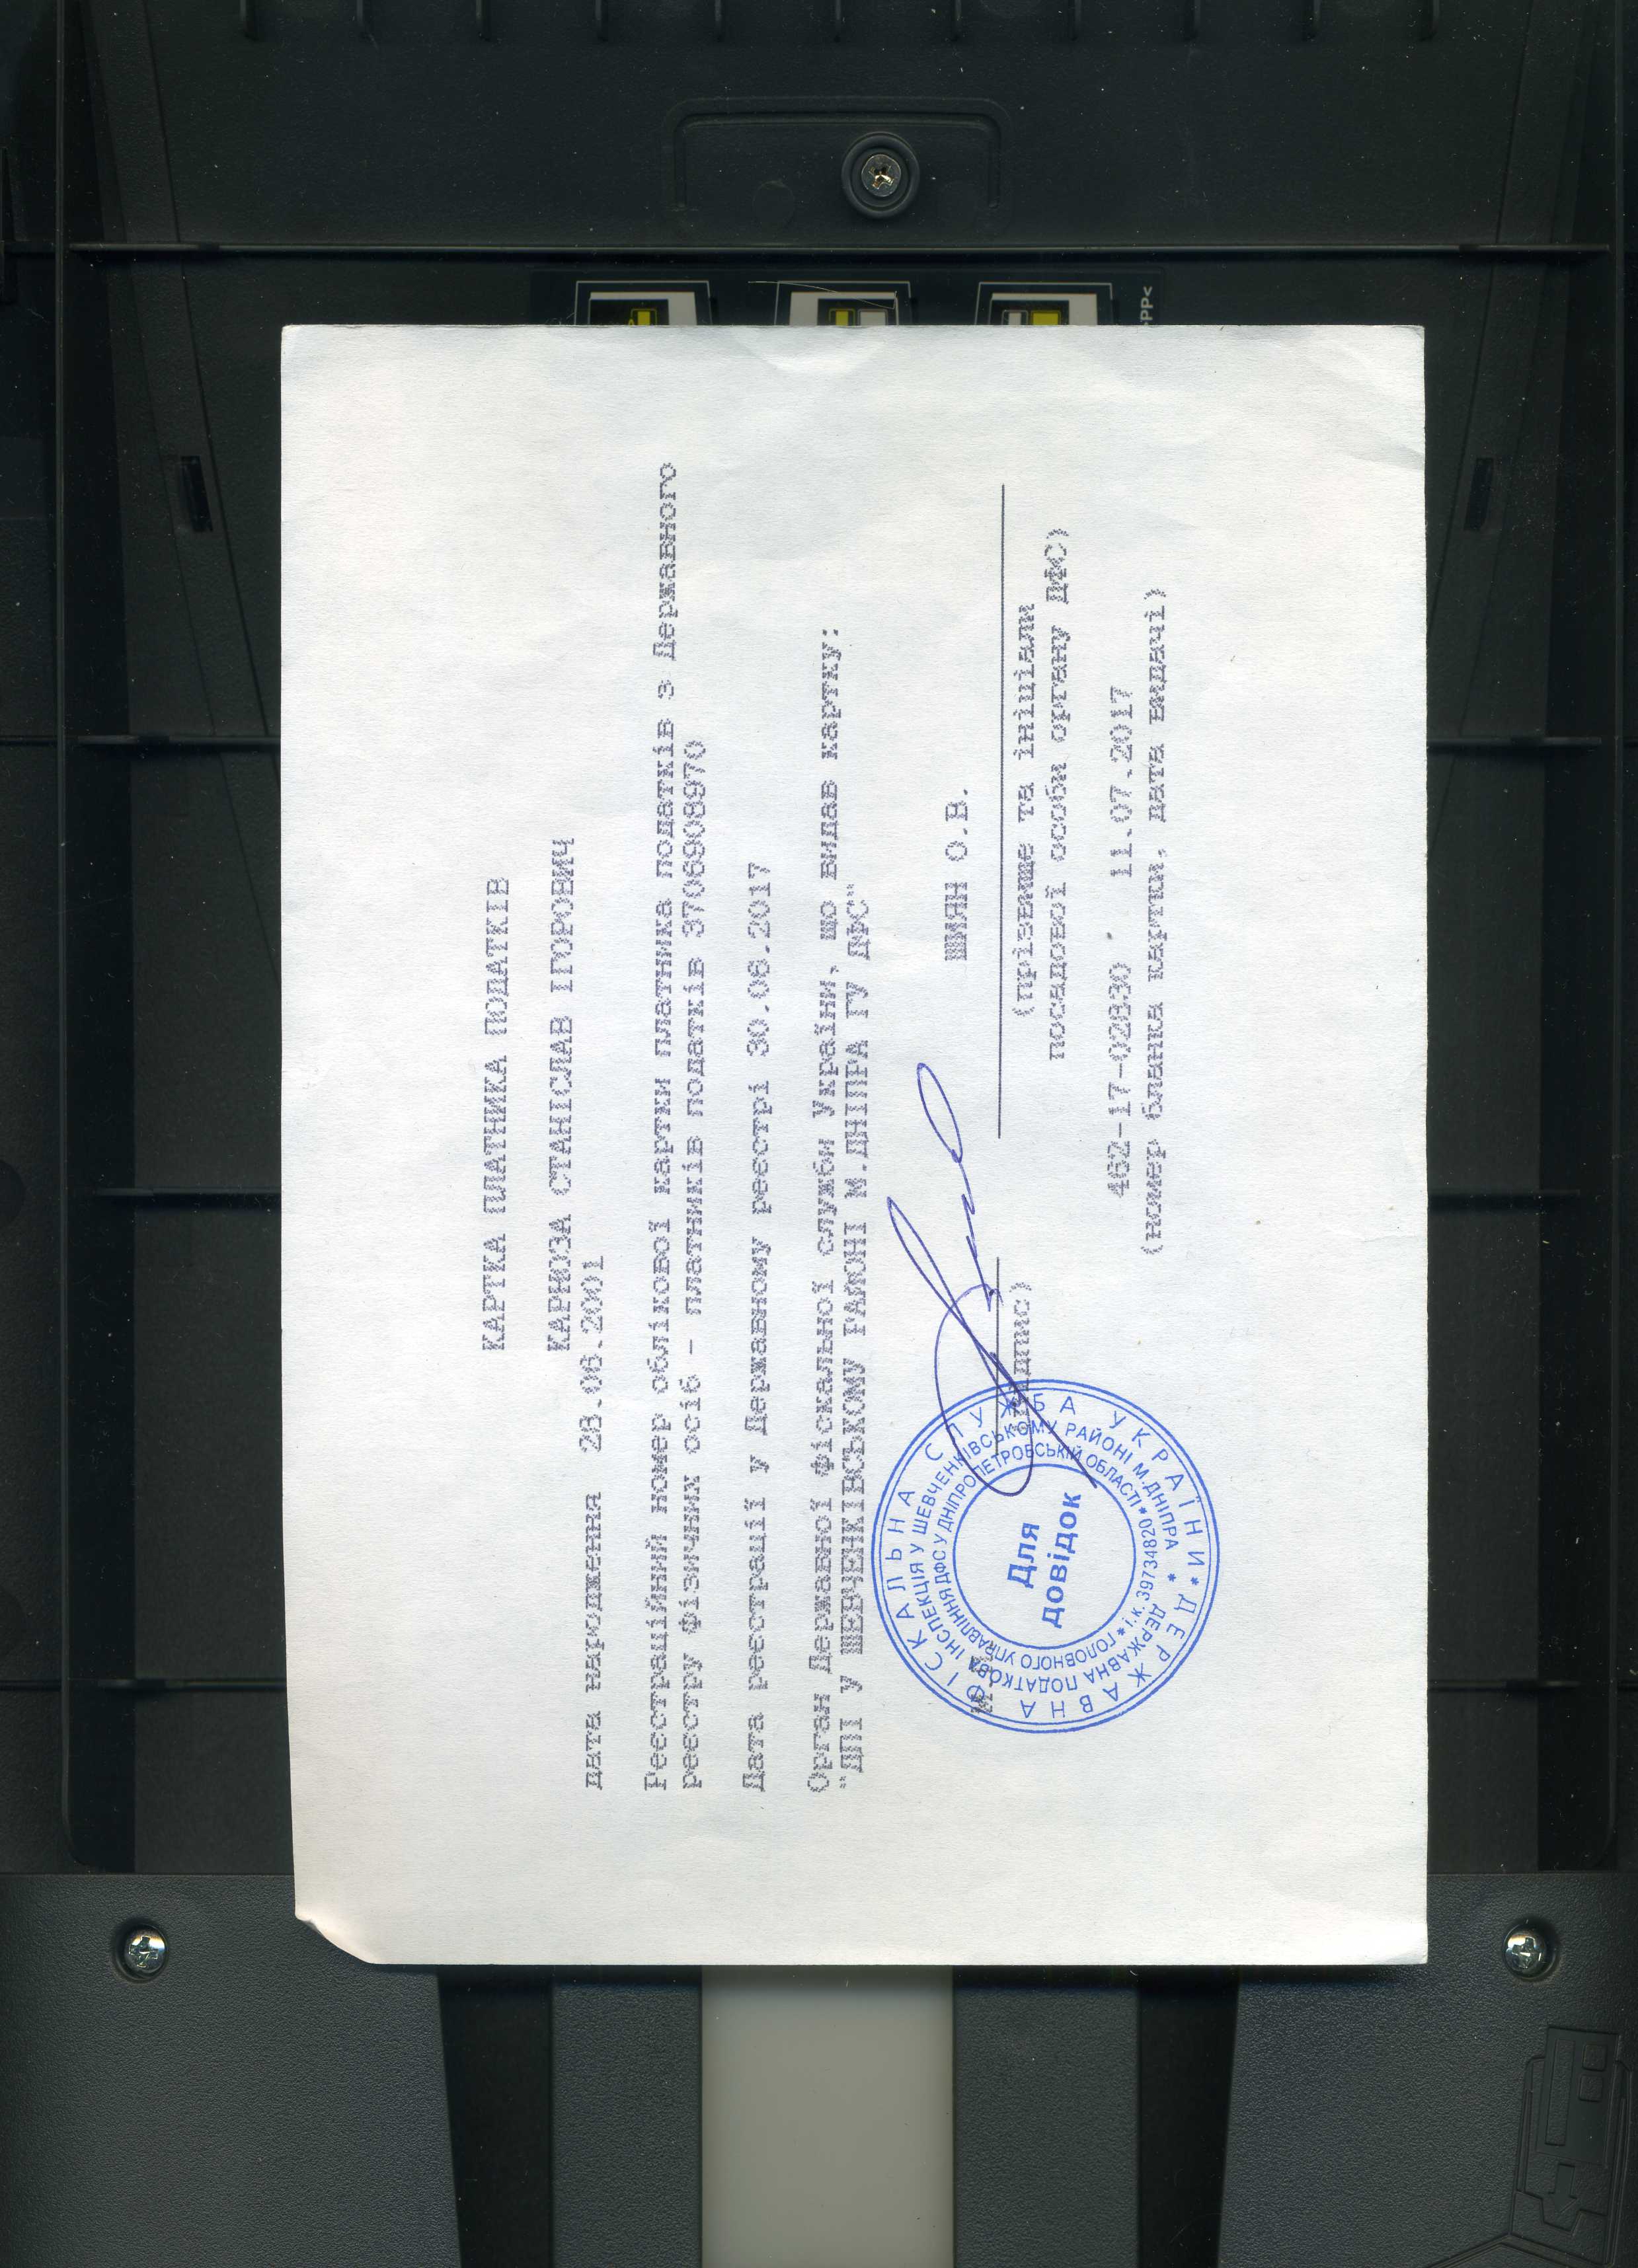 КАРТКА ПЛАТНИКА ПОДАТКІВ
КАРНОЗА СТАНІСЛАВ ІГОРОВИЧ
дата народження 28.06.2001
Реєстраційний номер облікової картки платника податків з Державного
реєстру фізичних осіб - платників податків 3706908970
Дата реєстрації у Державному реєстрі 30.06.2017
Орган Державної фіскальної служби України, що видав картку:
"ДПІ у ШЕВЧЕНКІВСЬКОМУ РАЙОНІ М.ДНІПРА ГУ ДФС"
ШИЯН О.В.
(підпис)
(прізвище та ініціали
посадової особи органу ДФС)
462-17-02830 11.07.2017
(номер бланка картки, дата видачі)
ДЕРЖАВНА ФІСКАЛЬНА СЛУЖБА УКРАЇНИ *
ДЕРЖАВНА ПОДАТКОВА ІНСПЕКЦІЯ У ШЕВЧЕНКІВСЬКОМУ РАЙОНІ М.ДНІПРА *
ГОЛОВНОГО УПРАВЛІННЯ ДФС У ДНІПРОПЕТРОВСЬКІЙ ОБЛАСТІ * і.к. 39734820 *
Для
довідок
PP<